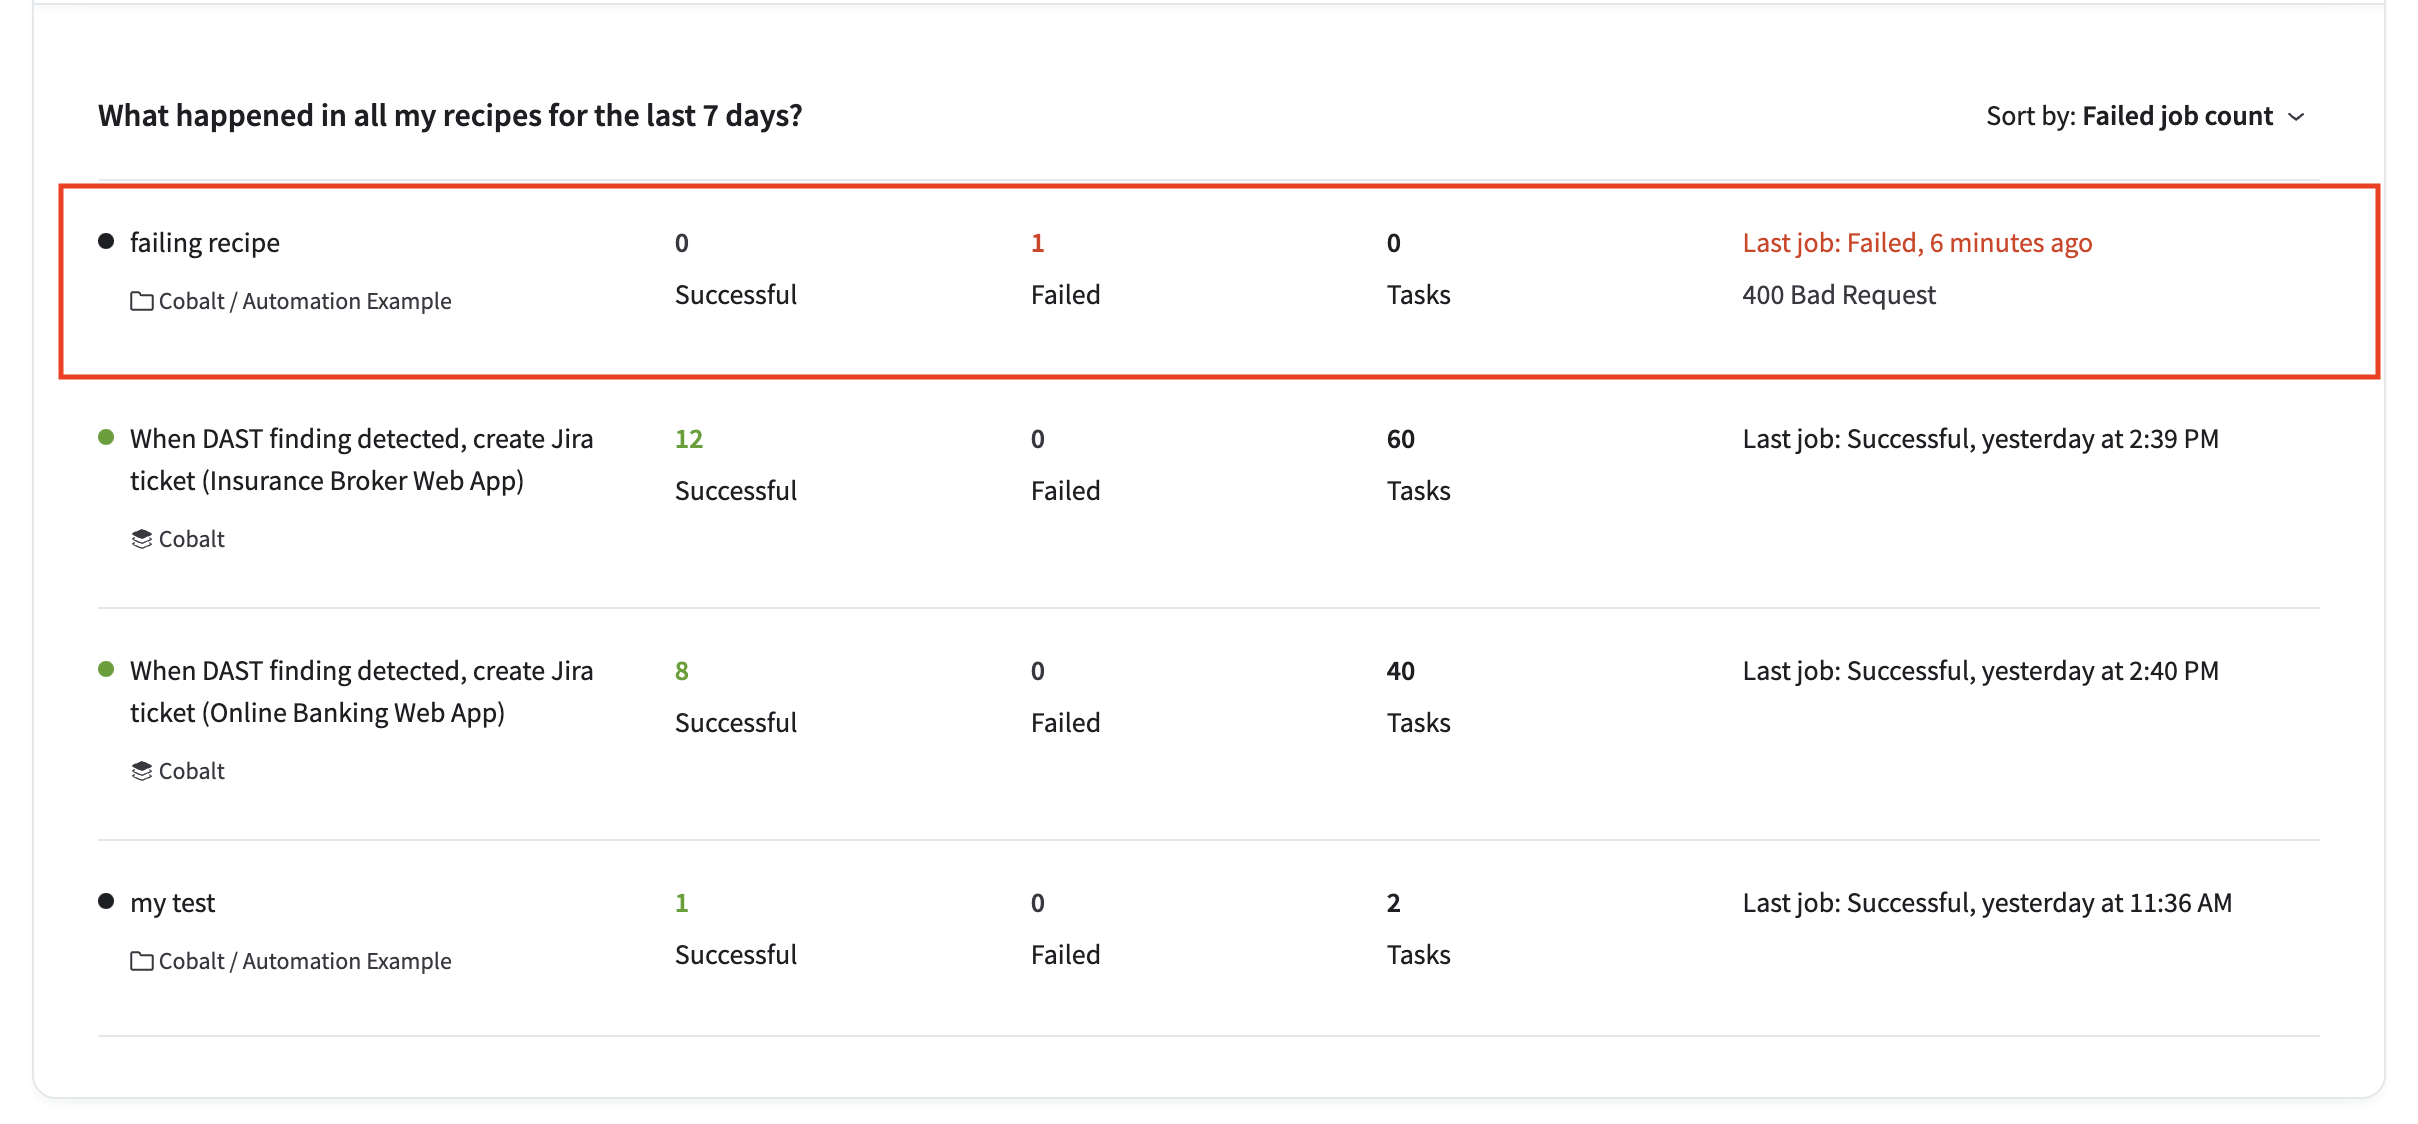 What happened in all my recipes for the last 7 days?
Sort by: Failed job count
failing recipe
Cobalt / Automation Example
0
Successful
1
Failed
0
Tasks
Last job: Failed, 6 minutes ago
400 Bad Request
When DAST finding detected, create Jira
ticket (Insurance Broker Web App)
Cobalt
12
Successful
0
Failed
60
Tasks
Last job: Successful, yesterday at 2:39 PM
When DAST finding detected, create Jira
ticket (Online Banking Web App)
Cobalt
8
Successful
0
Failed
40
Tasks
Last job: Successful, yesterday at 2:40 PM
my test
Cobalt / Automation Example
1
Successful
0
Failed
2
Tasks
Last job: Successful, yesterday at 11:36 AM